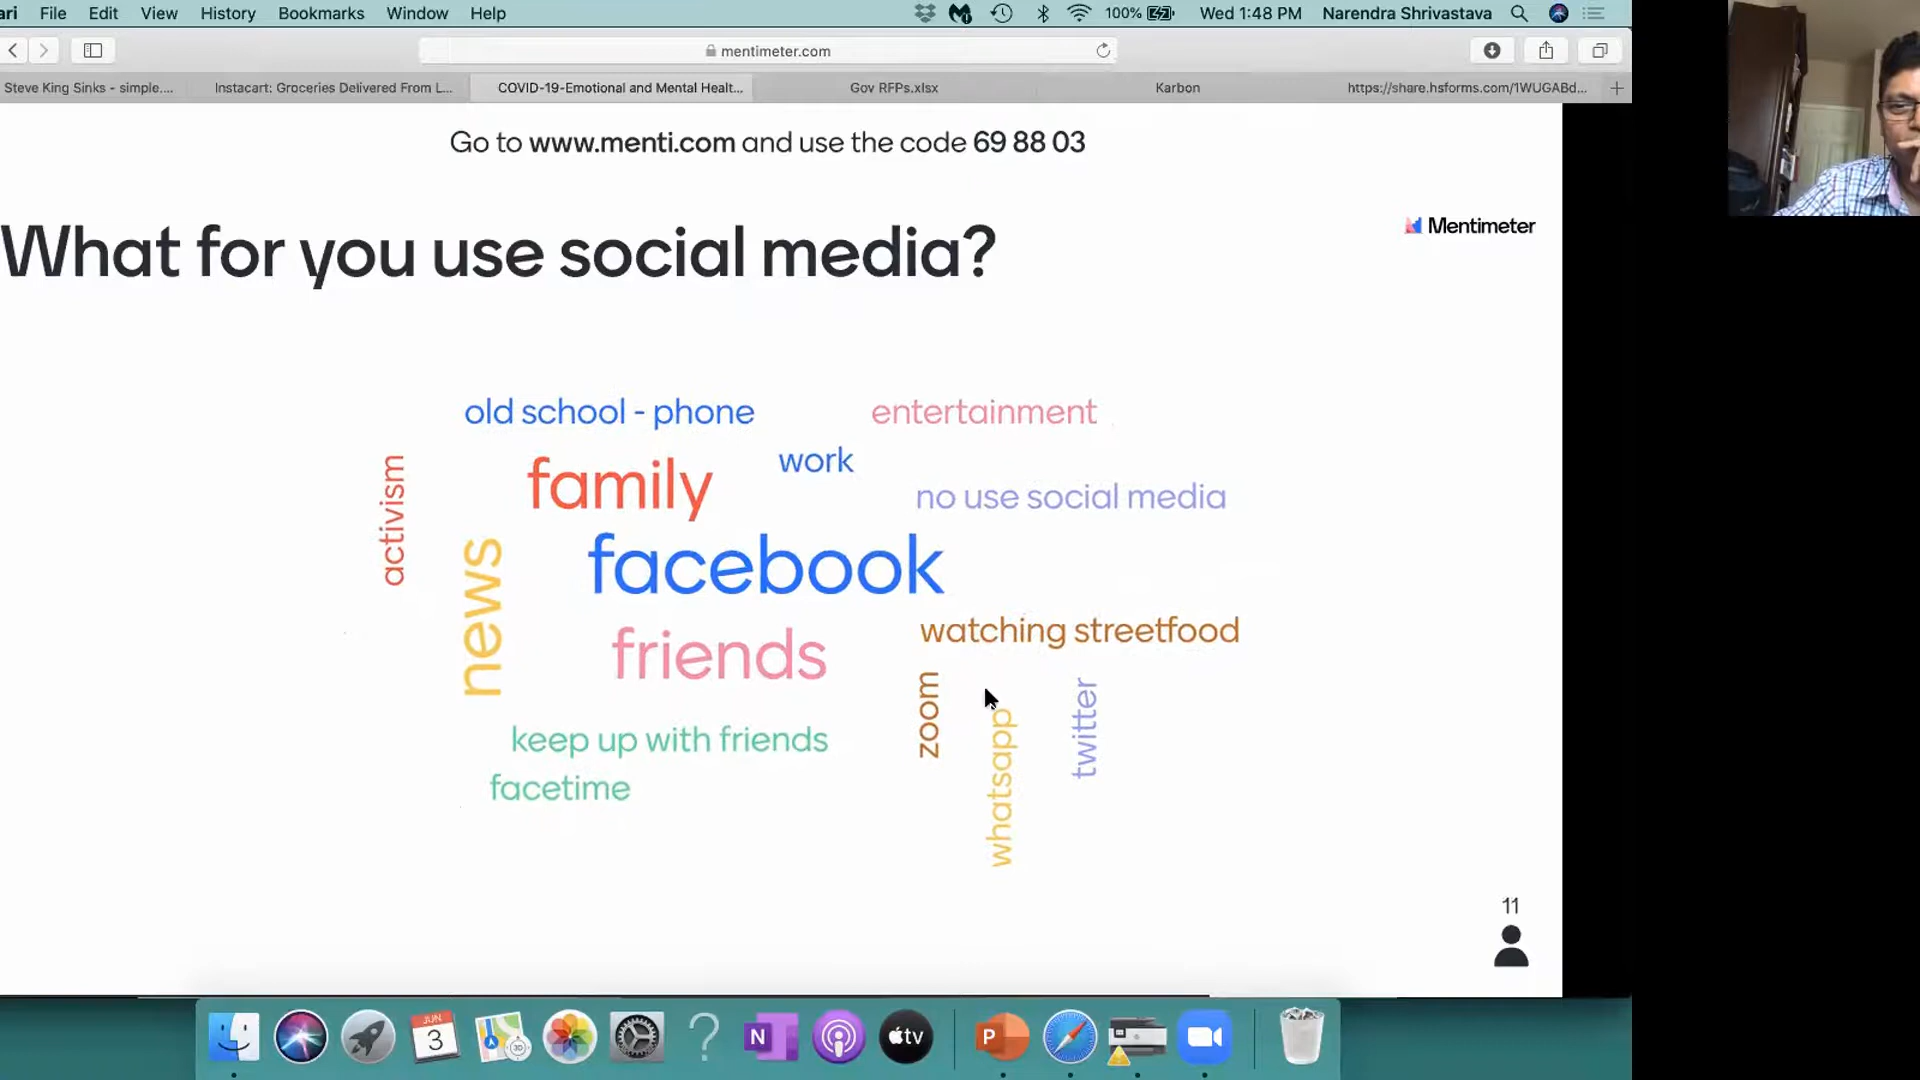 ari File Edit View History Bookmarks Window Help 100% Wed 1:48 PM Narendra Shrivastava
mentimeter.com
Steve King Sinks - simple.... Instacart: Groceries Delivered From L... COVID-19-Emotional and Mental Healt... Gov RFPs.xlsx Karbon https://share.hsforms.com/1WUGABd...
Go to www.menti.com and use the code 69 88 03
Mentimeter
What for you use social media?
old school - phone
entertainment
work
activism
family
no use social media
news
facebook
watching streetfood
friends
zoom
whatsapp
twitter
keep up with friends
facetime
11
JUN
3
3D
N
tv
P